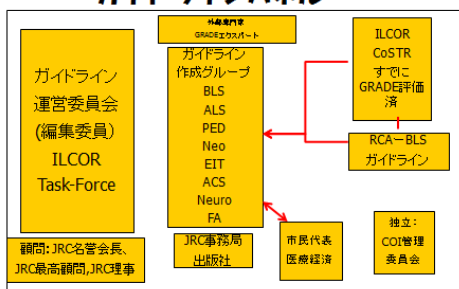 外部専門家
GRADEエクスパート
ガイドライン
運営委員会
(編集委員)
ILCOR
Task-Force
ガイドライン
作成グループ
BLS
ALS
PED
Neo
EIT
ACS
Neuro
FA
ILCOR
CoSTR
すでに
GRADE評価
済
RCA-BLS
ガイドライン
顧問:JRC名誉会長、
JRC最高顧問,JRC理事
JRC事務局
出版社
市民代表
医療経済
独立:
COI管理
委員会